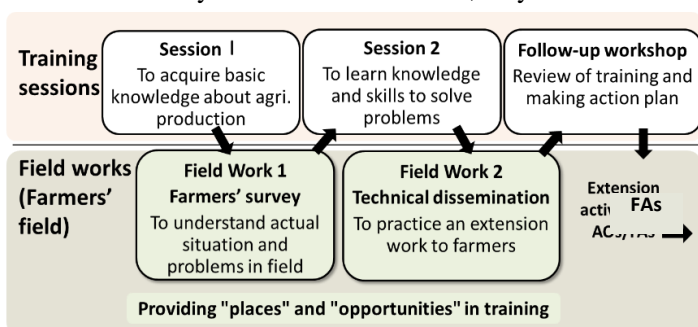 Training
sessions
Session 1
To acquire basic
knowledge about agri.
production
Session 2
To learn knowledge
and skills to solve
problems
Follow-up workshop
Review of training and
making action plan
Field works
(Farmers'
field)
Field Work 1
Farmers' survey
To understand actual
situation and
problems in field
Field Work 2
Technical dissemination
To practice an extension
work to farmers
Extension
FAs
Providing "places" and "opportunities" in training